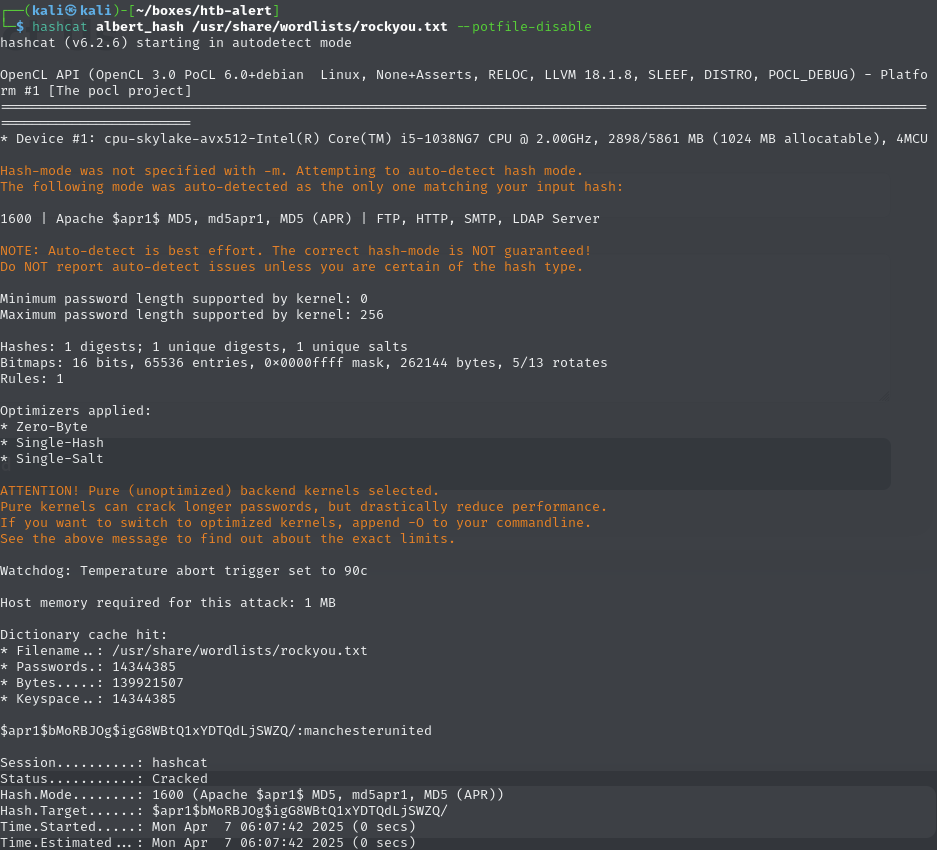 ┌──(kali㉿kali)-[~/boxes/htb-alert]
└─$ hashcat albert_hash /usr/share/wordlists/rockyou.txt --potfile-disable
hashcat (v6.2.6) starting in autodetect mode
OpenCL API (OpenCL 3.0 PoCL 6.0+debian  Linux, None+Asserts, RELOC, LLVM 18.1.8, SLEEF, DISTRO, POCL_DEBUG) - Platfo
rm #1 [The pocl project]
====================================================================================================================
========================
* Device #1: cpu-skylake-avx512-Intel(R) Core(TM) i5-1038NG7 CPU @ 2.00GHz, 2898/5861 MB (1024 MB allocatable), 4MCU
Hash-mode was not specified with -m. Attempting to auto-detect hash mode.
The following mode was auto-detected as the only one matching your input hash:
1600 | Apache $apr1$ MD5, md5apr1, MD5 (APR) | FTP, HTTP, SMTP, LDAP Server
NOTE: Auto-detect is best effort. The correct hash-mode is NOT guaranteed!
Do NOT report auto-detect issues unless you are certain of the hash type.
Minimum password length supported by kernel: 0
Maximum password length supported by kernel: 256
Hashes: 1 digests; 1 unique digests, 1 unique salts
Bitmaps: 16 bits, 65536 entries, 0x0000ffff mask, 262144 bytes, 5/13 rotates
Rules: 1
Optimizers applied:
* Zero-Byte
* Single-Hash
* Single-Salt
ATTENTION! Pure (unoptimized) backend kernels selected.
Pure kernels can crack longer passwords, but drastically reduce performance.
If you want to switch to optimized kernels, append -O to your commandline.
See the above message to find out about the exact limits.
Watchdog: Temperature abort trigger set to 90c
Host memory required for this attack: 1 MB
Dictionary cache hit:
* Filename..: /usr/share/wordlists/rockyou.txt
* Passwords.: 14344385
* Bytes.....: 139921507
* Keyspace..: 14344385
$apr1$bMoRBJOg$igG8WBtQ1xYDTQdLjSWZQ/:manchesterunited
Session..........: hashcat
Status...........: Cracked
Hash.Mode........: 1600 (Apache $apr1$ MD5, md5apr1, MD5 (APR))
Hash.Target......: $apr1$bMoRBJOg$igG8WBtQ1xYDTQdLjSWZQ/
Time.Started.....: Mon Apr  7 06:07:42 2025 (0 secs)
Time.Estimated...: Mon Apr  7 06:07:42 2025 (0 secs)